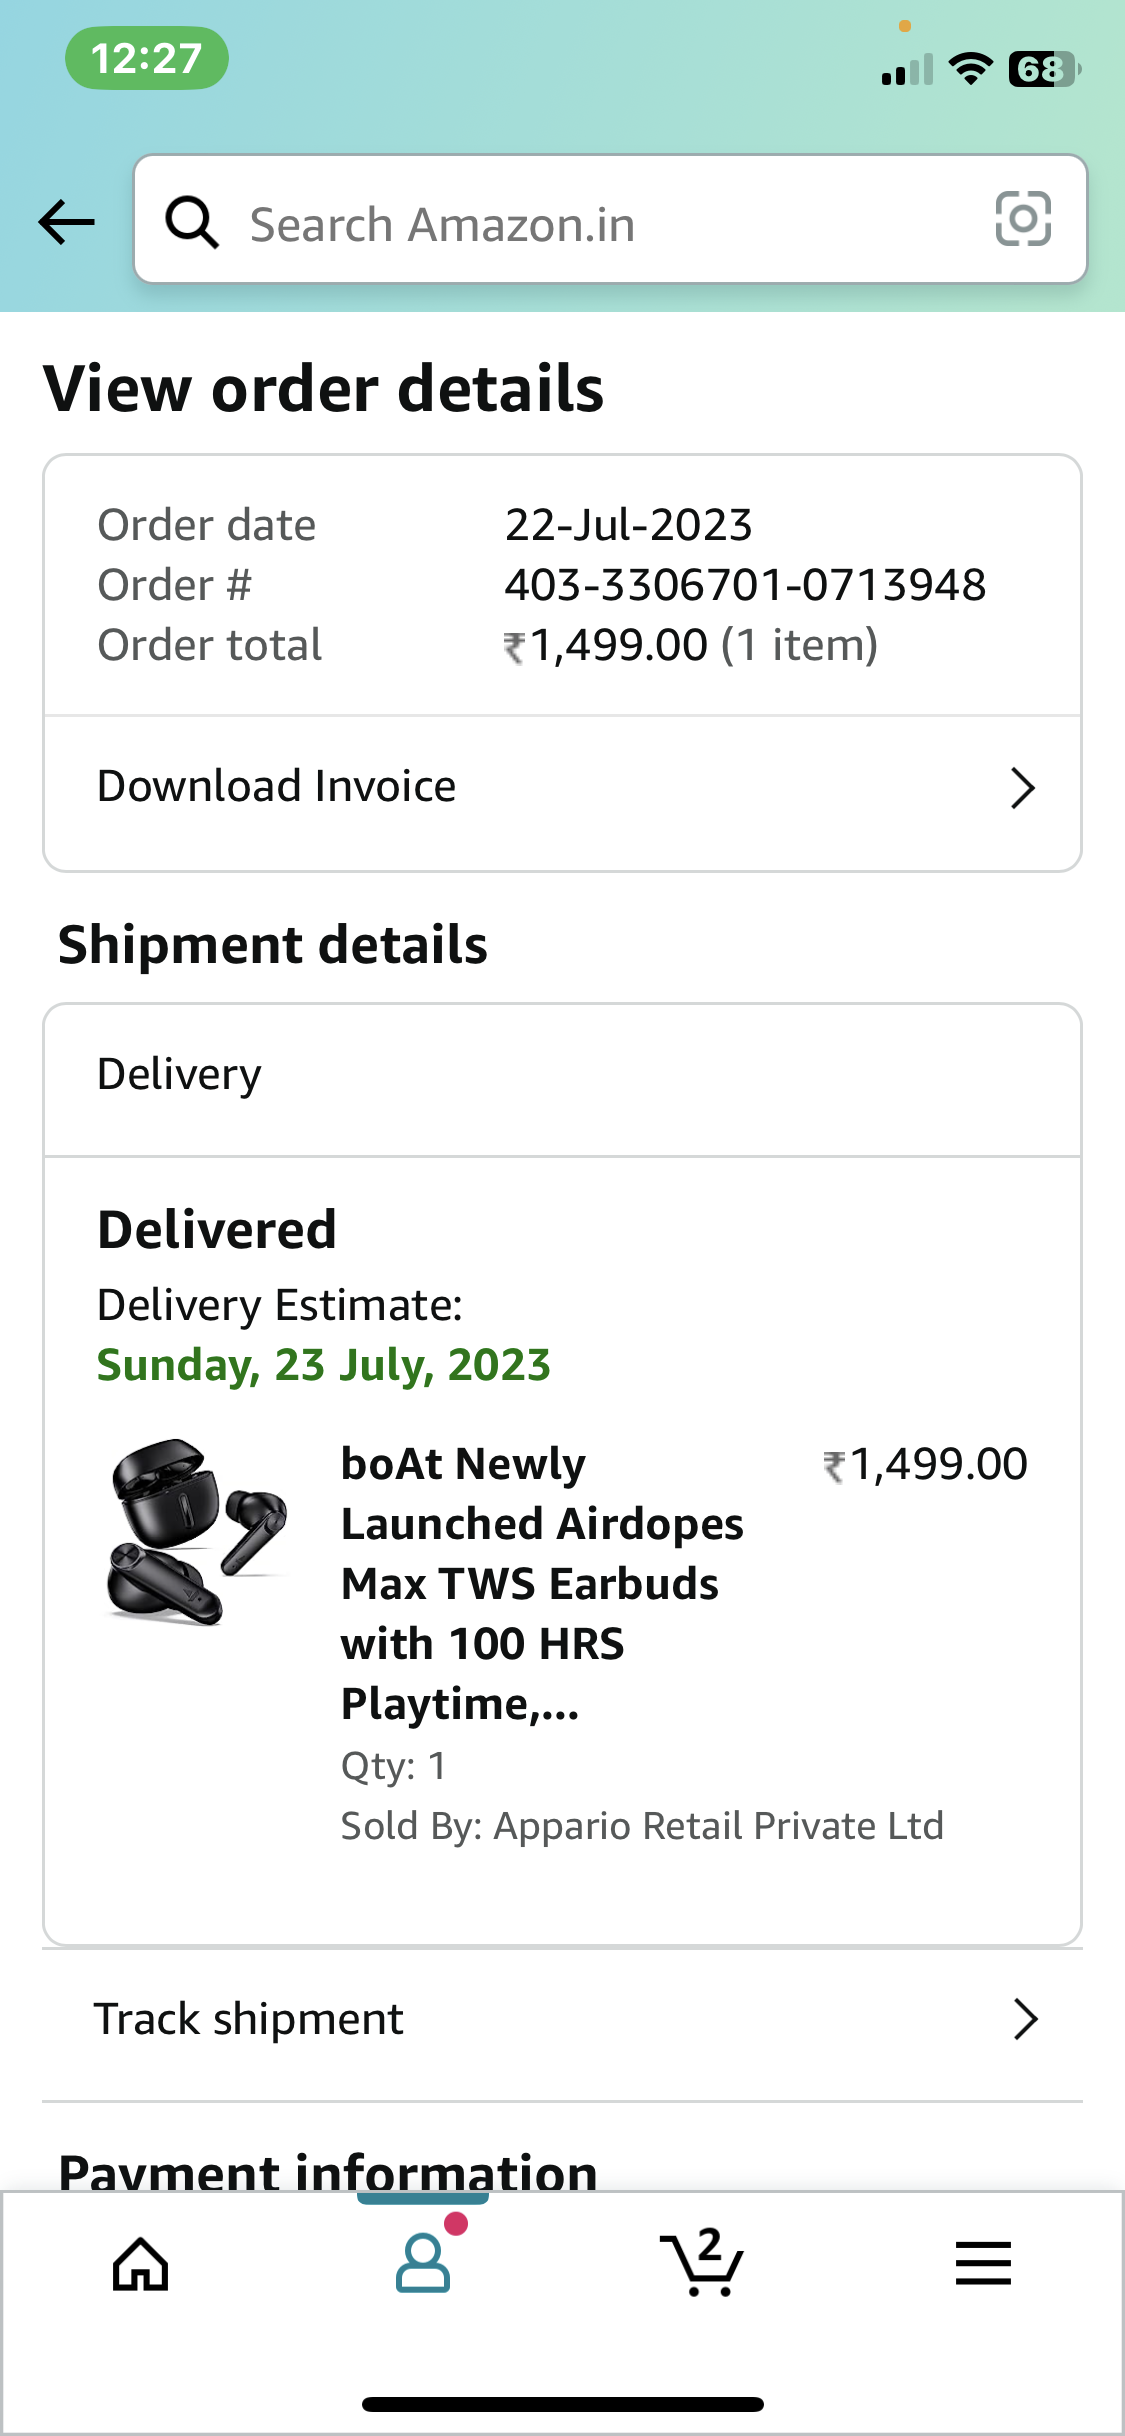 12:27
68
Search Amazon.in
View order details
Order date 22-Jul-2023
Order # 403-3306701-0713948
Order total ₹1,499.00 (1 item)
Download Invoice
Shipment details
Delivery
Delivered
Delivery Estimate:
Sunday, 23 July, 2023
boAt Newly ₹1,499.00
Launched Airdopes
Max TWS Earbuds
with 100 HRS
Playtime,...
Qty: 1
Sold By: Appario Retail Private Ltd
Track shipment
Payment information
2